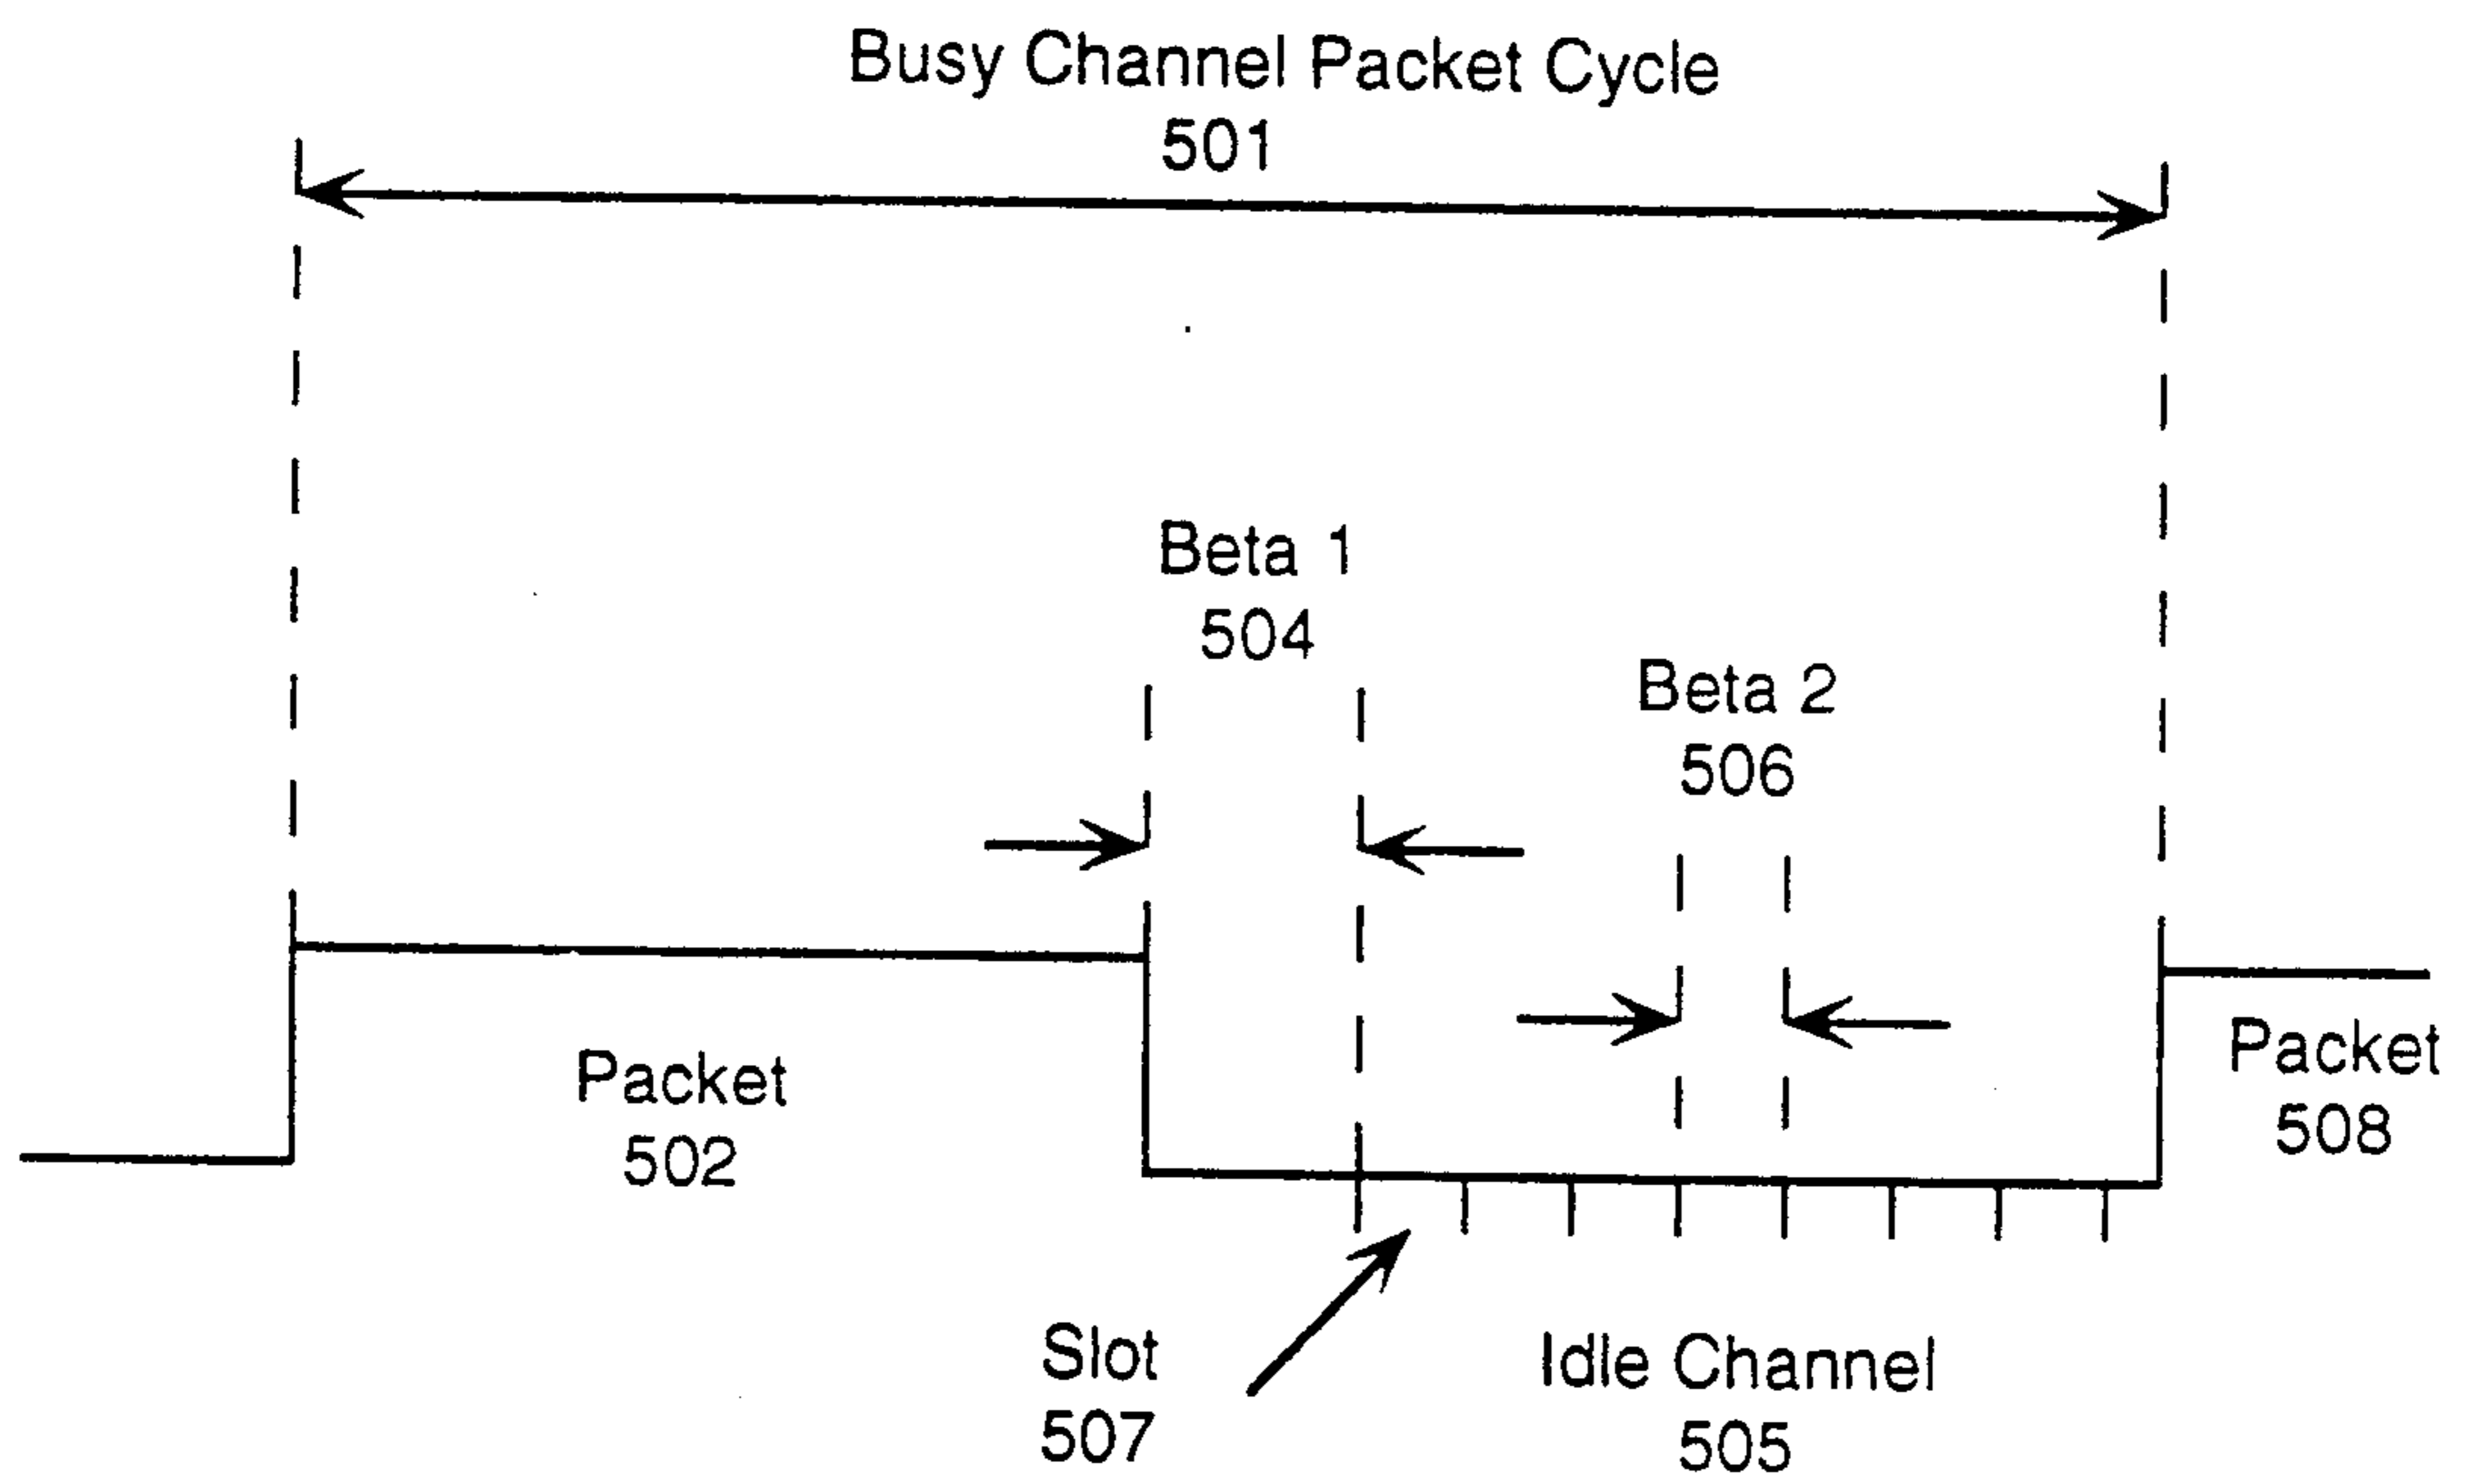 Busy Channel Packet Cycle
501
Beta 1
504
Beta 2
506
Packet
502
Packet
508
Slot
507
Idle Channel
505